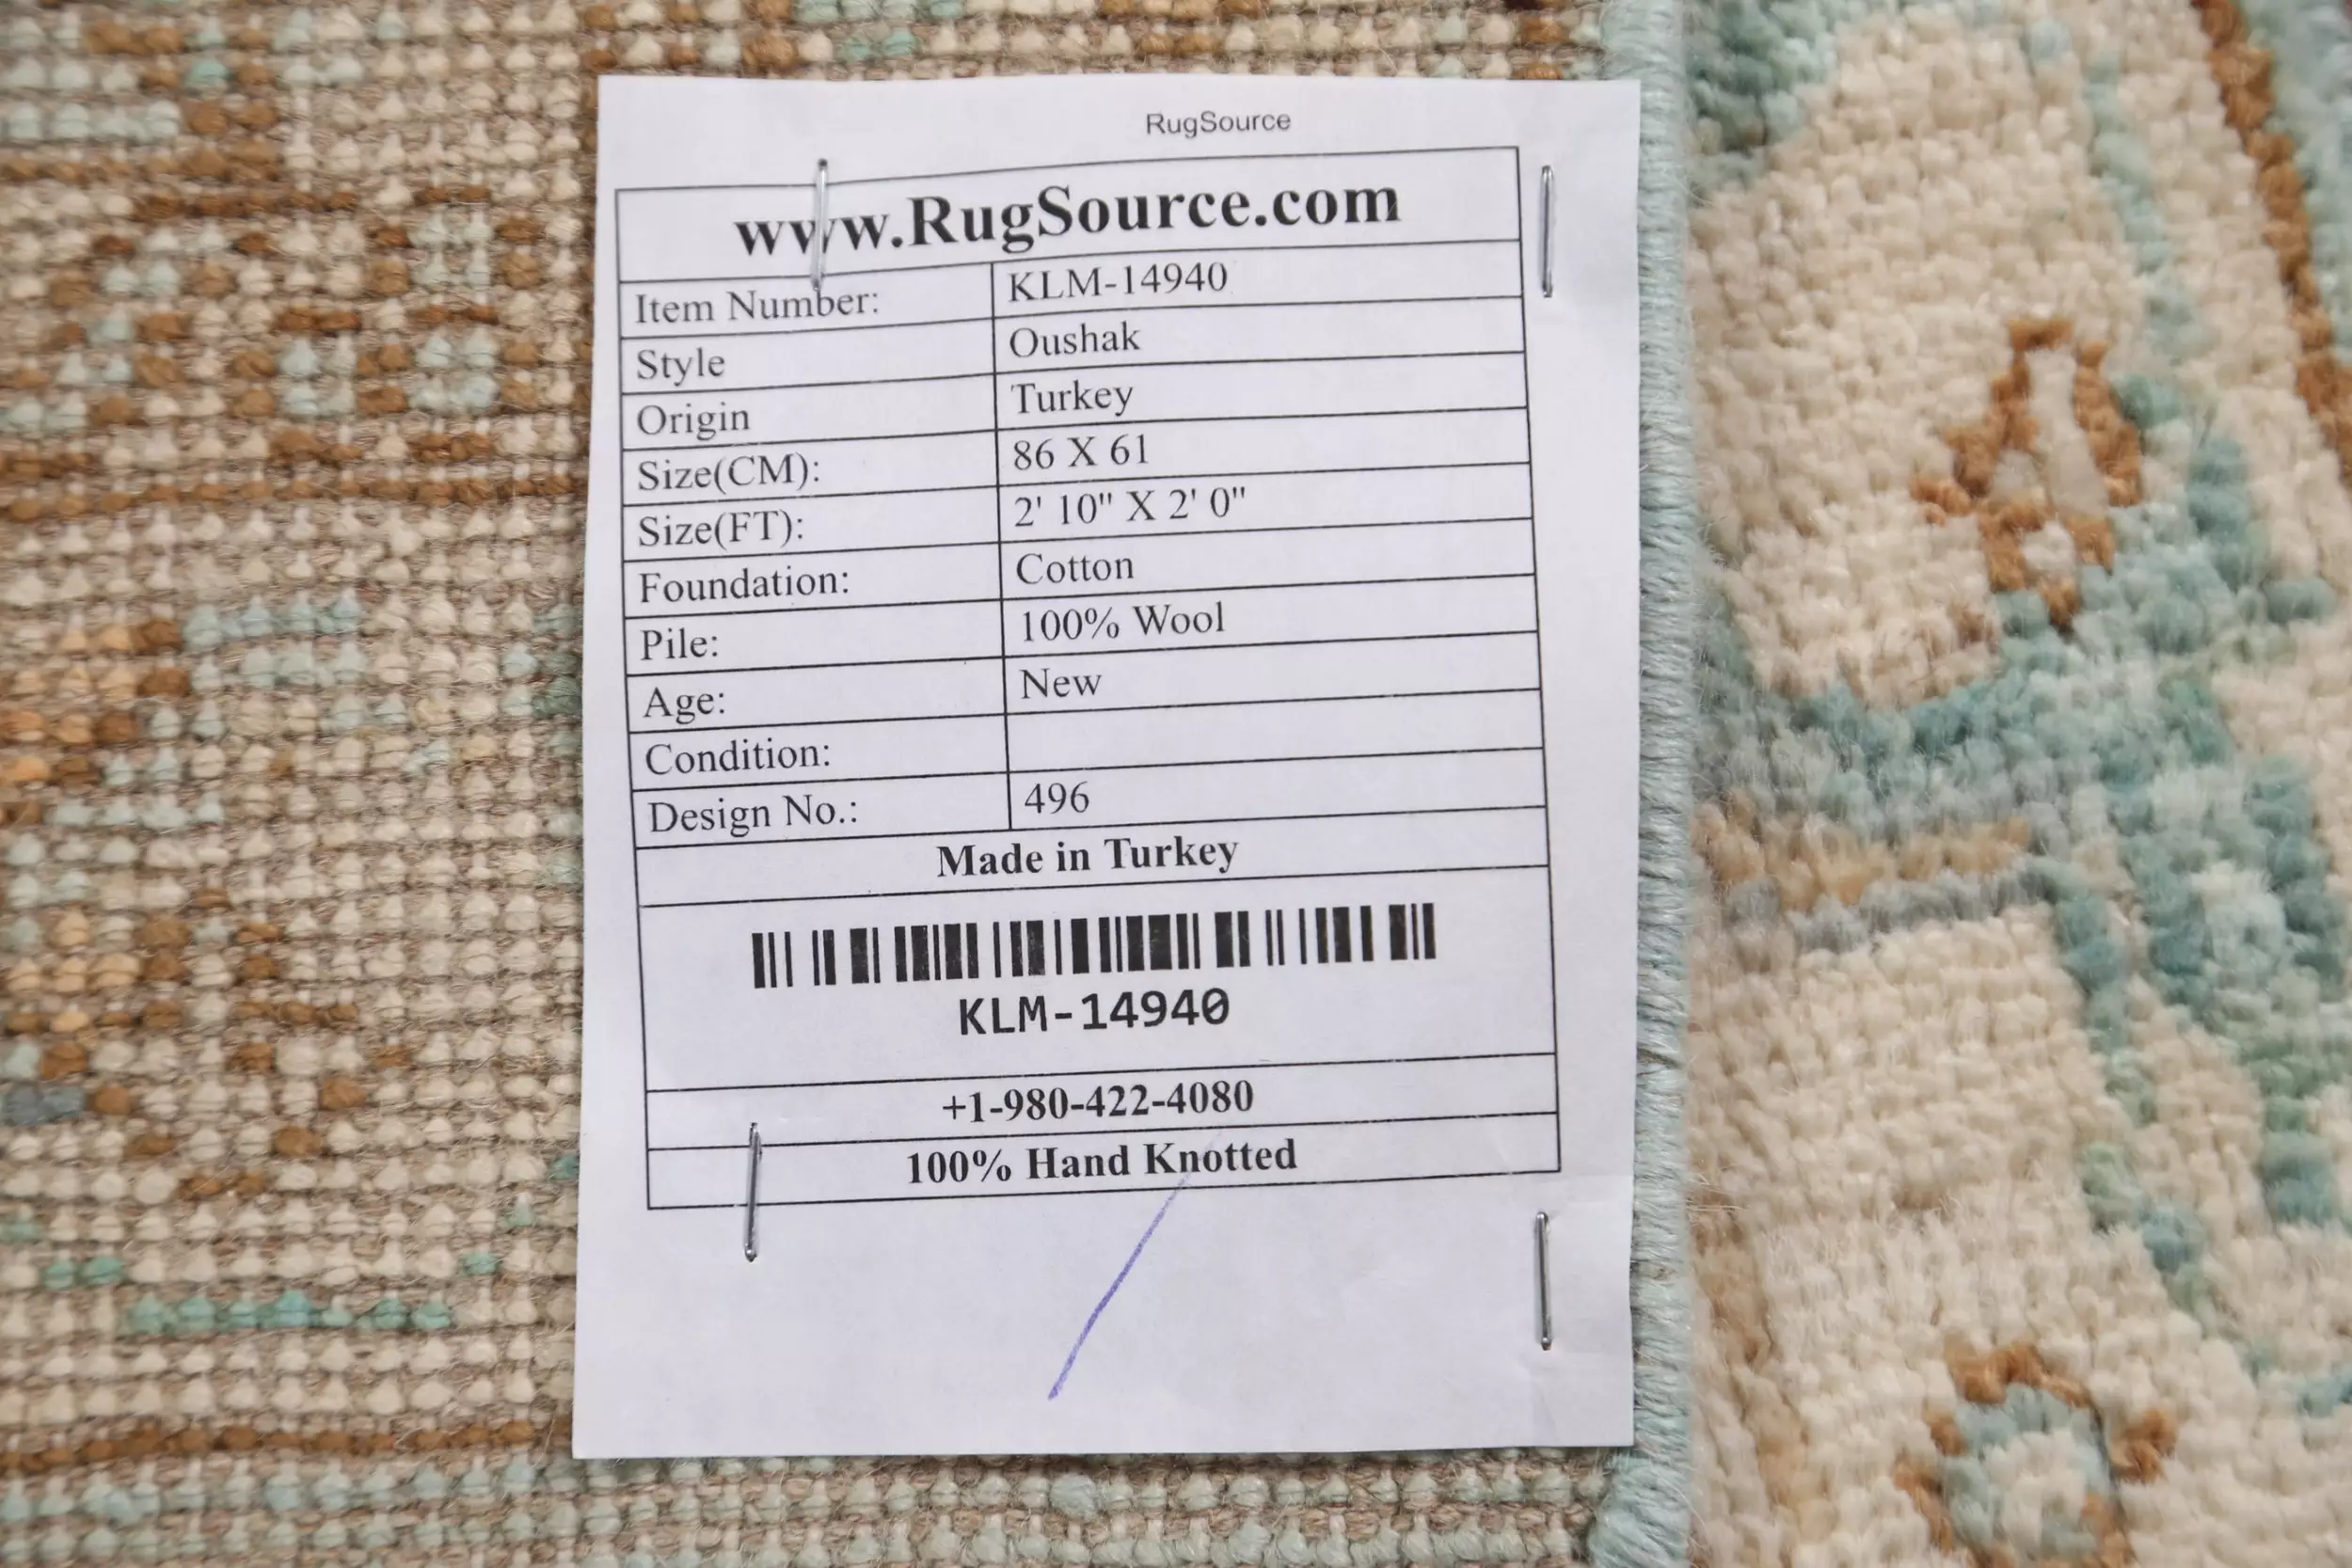 RugSource
www.RugSource.com
Item Number: KLM-14940
Style Oushak
Origin Turkey
Size(CM): 86 X 61
Size(FT): 2' 10" X 2' 0"
Foundation: Cotton
Pile: 100% Wool
Age: New
Condition:
Design No.: 496
Made in Turkey
KLM-14940
+1-980-422-4080
100% Hand Knotted